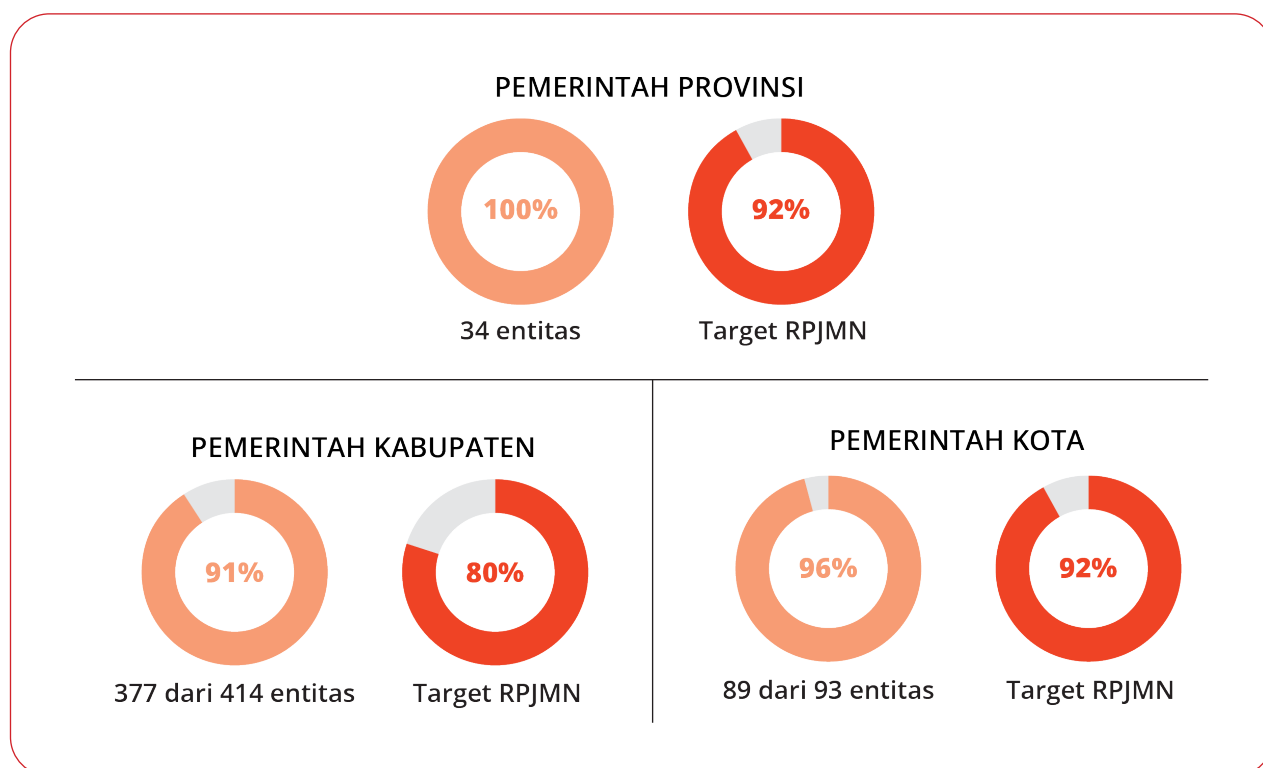 PEMERINTAH PROVINSI
100%
92%
34 entitas
Target RPJMN
PEMERINTAH KABUPATEN
91%
80%
377 dari 414 entitas
Target RPJMN
PEMERINTAH KOTA
96%
92%
89 dari 93 entitas
Target RPJMN